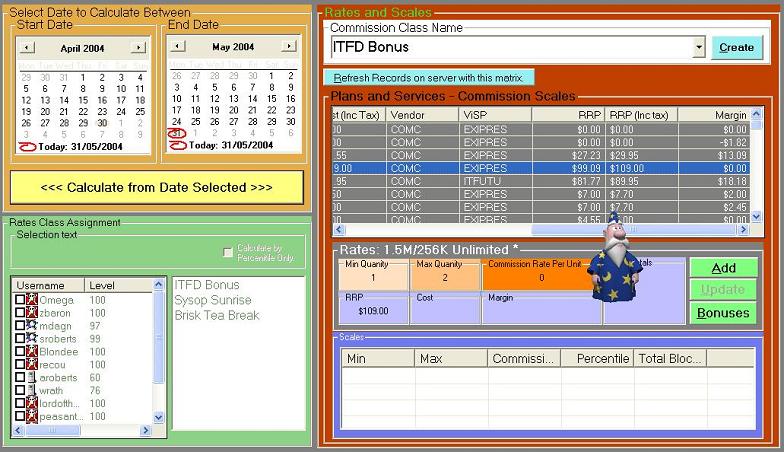 Select Date to Calculate Between
Start Date
End Date
April 2004
Mon Tue Wed Thu Fri Sat Sun
29 30 31 1 2 3 4
5 6 7 8 9 10 11
12 13 14 15 16 17 18
19 20 21 22 23 24 25
26 27 28 29 30 1 2
3 4 5 6 7 8 9
Today: 31/05/2004
May 2004
Mon Tue Wed Thu Fri Sat Sun
26 27 28 29 30 1 2
3 4 5 6 7 8 9
10 11 12 13 14 15 16
17 18 19 20 21 22 23
24 25 26 27 28 29 30
31 1 2 3 4 5 6
Today: 31/05/2004
<<< Calculate from Date Selected >>>
Rates Class Assignment
Selection text
Calculate by
Percentile Only.
Username Level
Omega 100
zberon 100
mdagn 97
sroberts 99
Blondee 100
recou 100
aroberts 60
wrath 76
lordofth... 100
peasant... 100
ITFD Bonus
Sysop Sunrise
Brisk Tea Break
Rates and Scales
Commission Class Name
ITFD Bonus
Create
Refresh Records on server with this matrix.
Plans and Services - Commission Scales
st (Inc Tax) Vendor ViSP RRP RRP (Inc tax) Margin
00 COMC EXIPRES $0.00 $0.00 $0.00
00 COMC EXIPRES $0.00 $0.00 -$1.82
.55 COMC EXIPRES $27.23 $29.95 $13.09
9.00 COMC EXIPRES $99.09 $109.00 $0.00
.95 COMC ITFUTU $81.77 $89.95 $18.18
0 COMC EXIPRES $7.00 $7.70 $2.00
0 COMC EXIPRES $7.00 $7.70 $2.45
0 COMC EXIPRES $4.55 $0.00
Rates: 1.5M/256K Unlimited *
Min Quanity
1
Max Quanity
2
Commission Rate Per Unit
0
tals
RRP
$109.00
Cost
Margin
Add
Update
Bonuses
Scales
Min Max Commissi... Percentile Total Bloc...